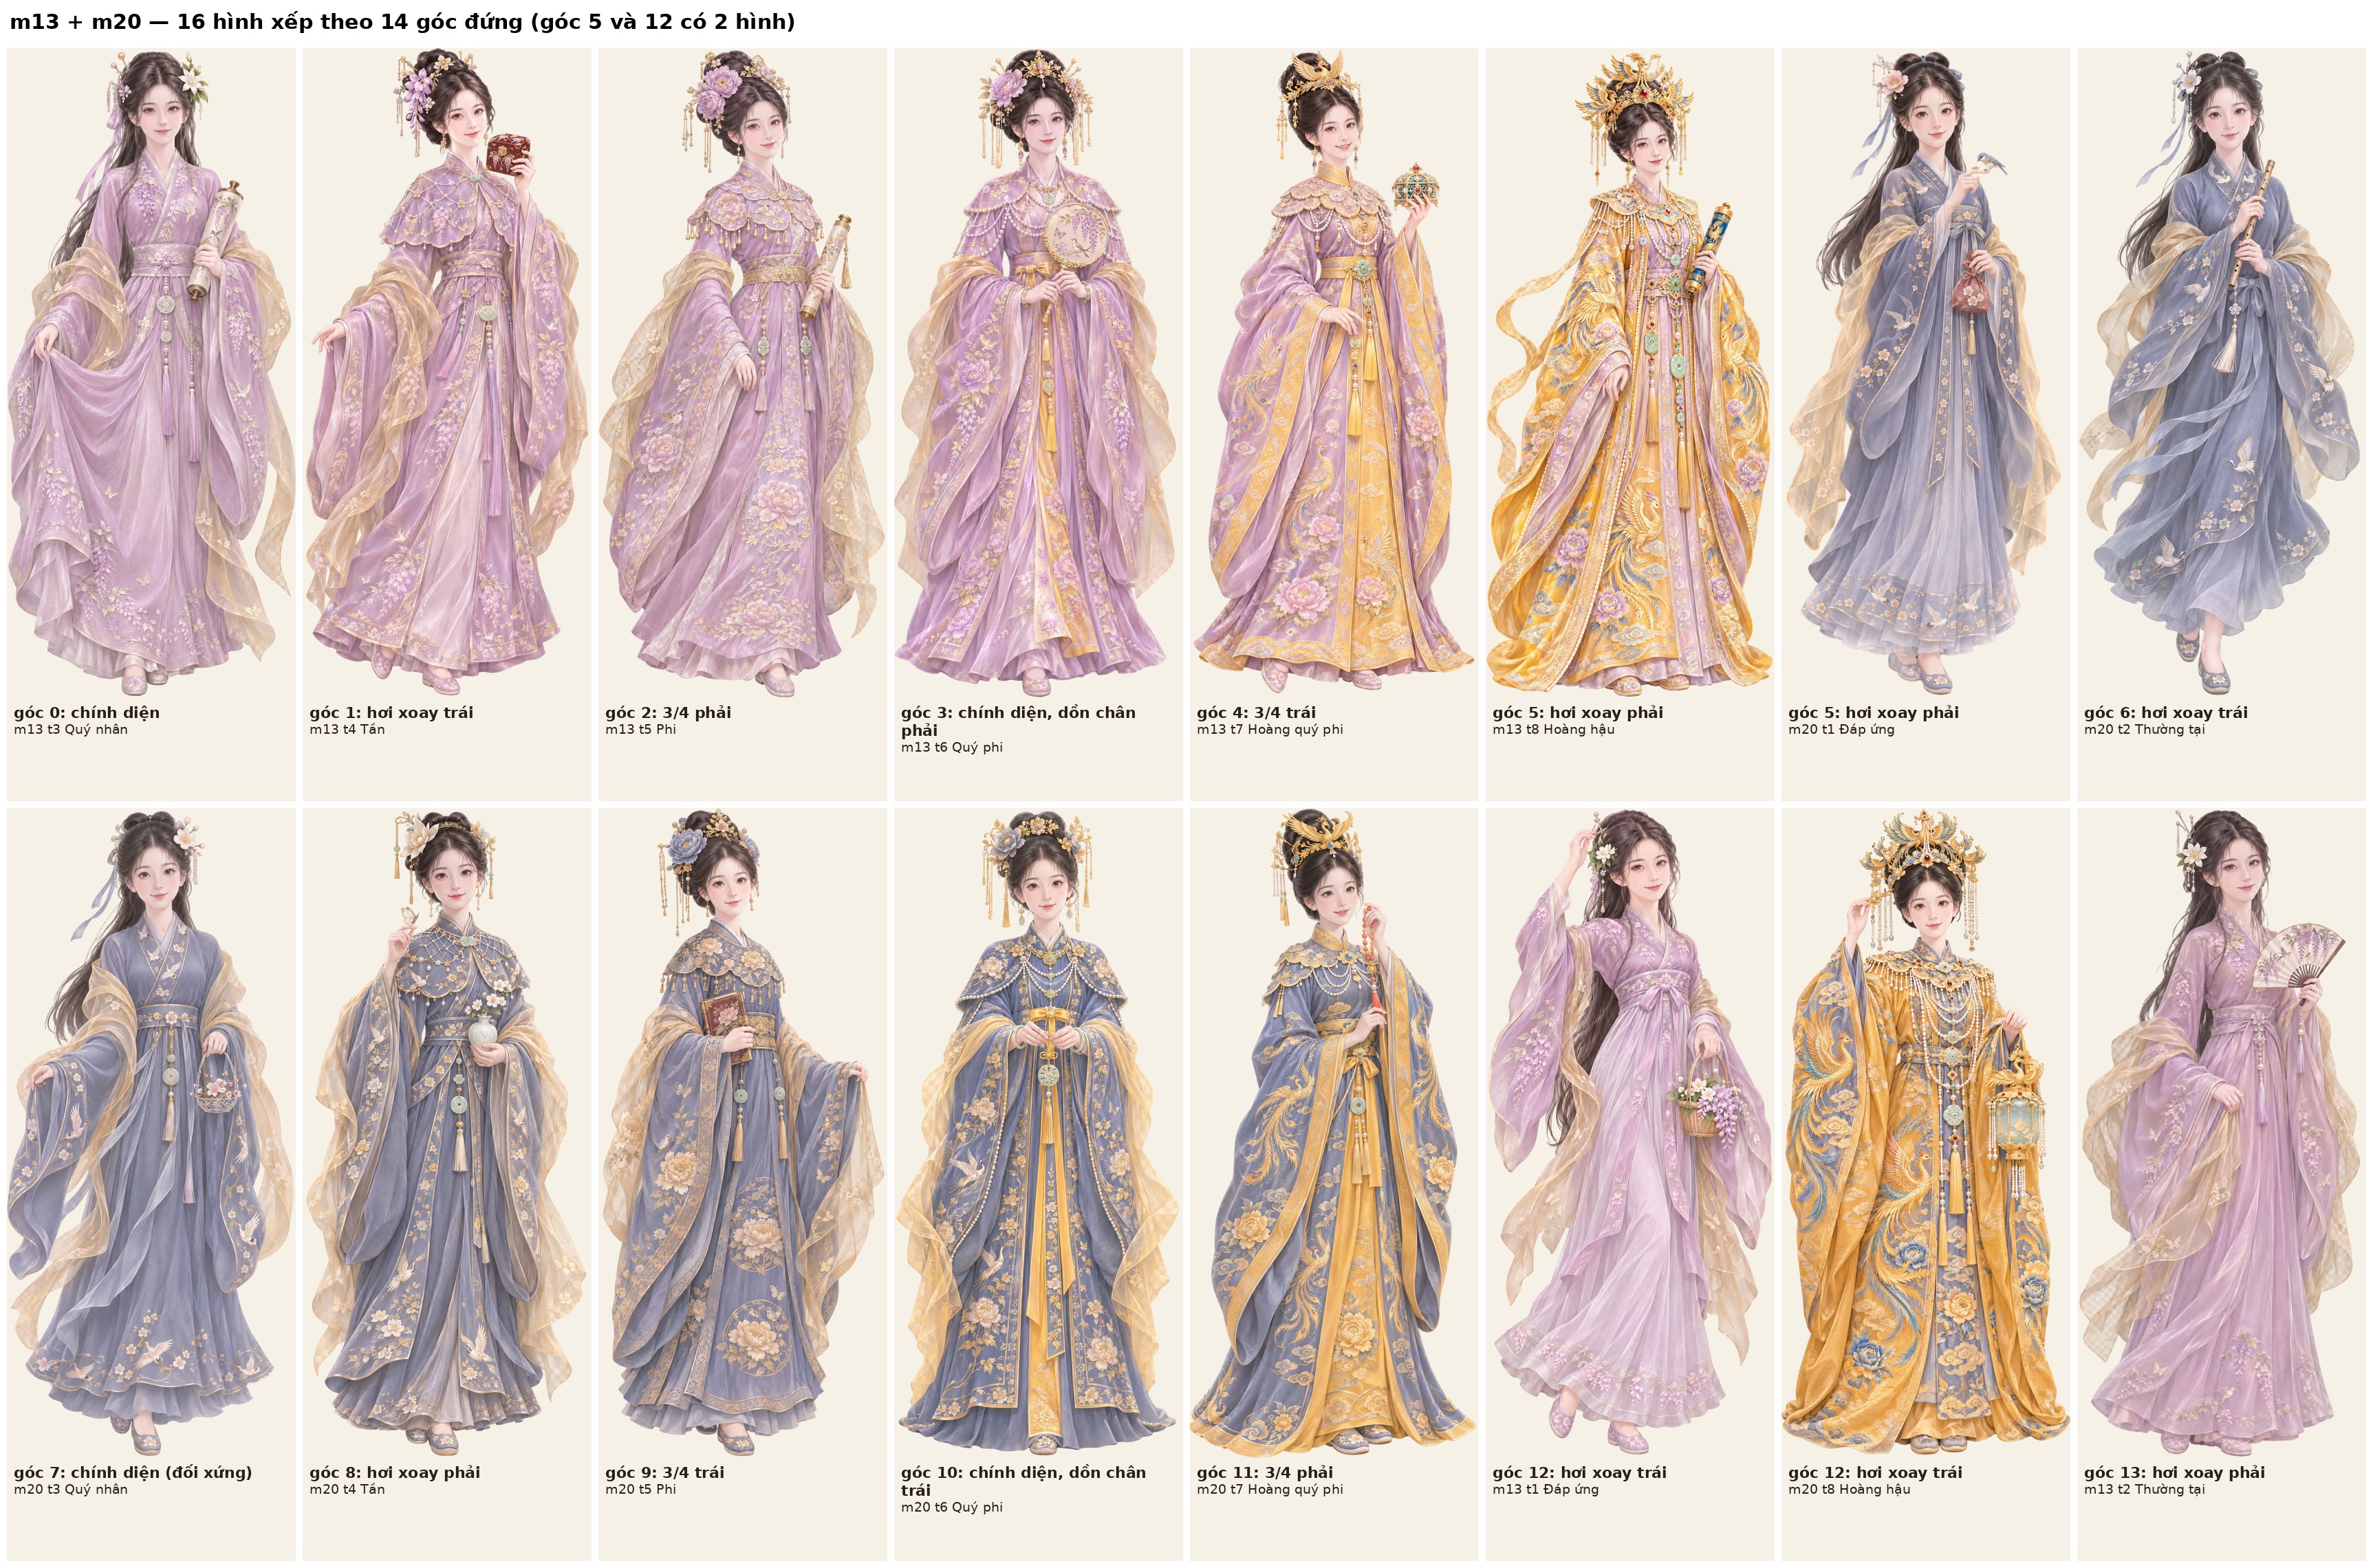 m13 + m20 — 16 hình xếp theo 14 góc đứng (góc 5 và 12 có 2 hình)
góc 0: chính diện
m13 t3 Quý nhân
góc 1: hơi xoay trái
m13 t4 Tần
góc 2: 3/4 phải
m13 t5 Phi
góc 3: chính diện, dồn chân
phải
m13 t6 Quý phi
góc 4: 3/4 trái
m13 t7 Hoàng quý phi
góc 5: hơi xoay phải
m13 t8 Hoàng hậu
góc 5: hơi xoay phải
m20 t1 Đáp ứng
góc 6: hơi xoay trái
m20 t2 Thường tại
góc 7: chính diện (đối xứng)
m20 t3 Quý nhân
góc 8: hơi xoay phải
m20 t4 Tần
góc 9: 3/4 trái
m20 t5 Phi
góc 10: chính diện, dồn chân
trái
m20 t6 Quý phi
góc 11: 3/4 phải
m20 t7 Hoàng quý phi
góc 12: hơi xoay trái
m13 t1 Đáp ứng
góc 12: hơi xoay trái
m20 t8 Hoàng hậu
góc 13: hơi xoay phải
m13 t2 Thường tại